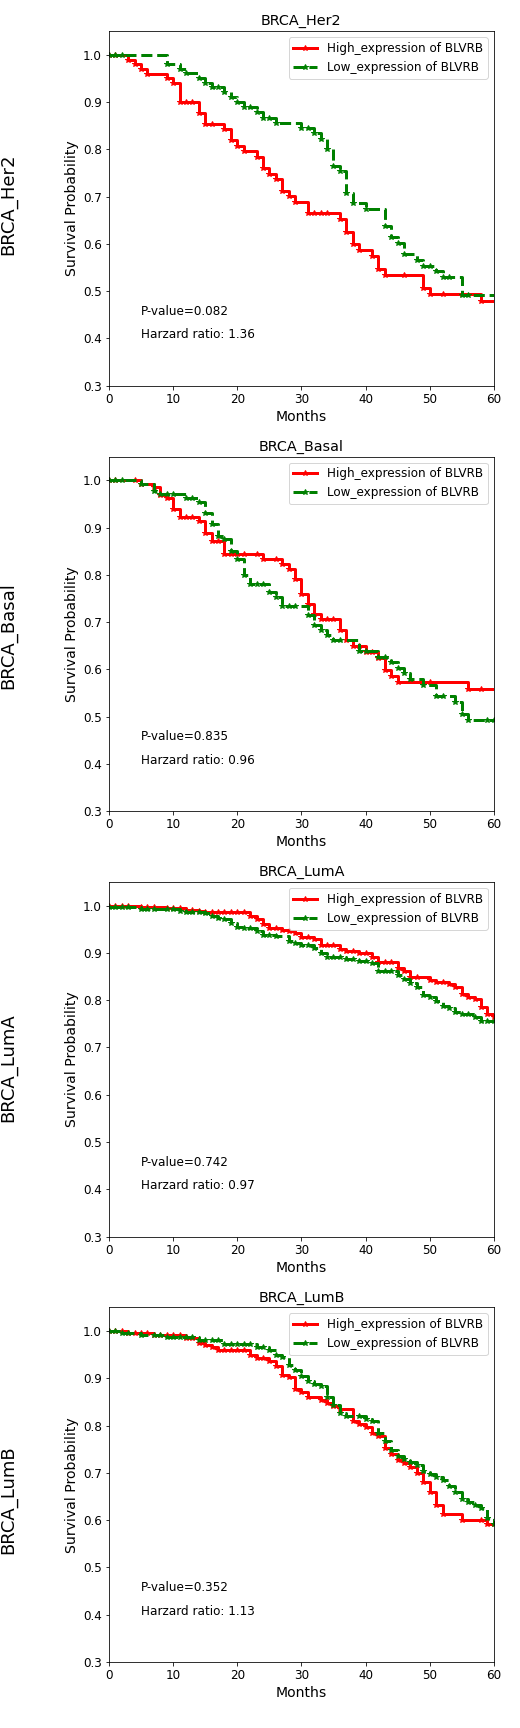 BRCA_Her2
BRCA_Her2
High_expression of BLVRB
Low_expression of BLVRB
Survival Probability
1.0
0.9
0.8
0.7
0.6
0.5
0.4
0.3
P-value=0.082
Harzard ratio: 1.36
0 10 20 30 40 50 60
Months
BRCA_Basal
BRCA_Basal
High_expression of BLVRB
Low_expression of BLVRB
Survival Probability
1.0
0.9
0.8
0.7
0.6
0.5
0.4
0.3
P-value=0.835
Harzard ratio: 0.96
0 10 20 30 40 50 60
Months
BRCA_LumA
BRCA_LumA
High_expression of BLVRB
Low_expression of BLVRB
Survival Probability
1.0
0.9
0.8
0.7
0.6
0.5
0.4
0.3
P-value=0.742
Harzard ratio: 0.97
0 10 20 30 40 50 60
Months
BRCA_LumB
BRCA_LumB
High_expression of BLVRB
Low_expression of BLVRB
Survival Probability
1.0
0.9
0.8
0.7
0.6
0.5
0.4
0.3
P-value=0.352
Harzard ratio: 1.13
0 10 20 30 40 50 60
Months